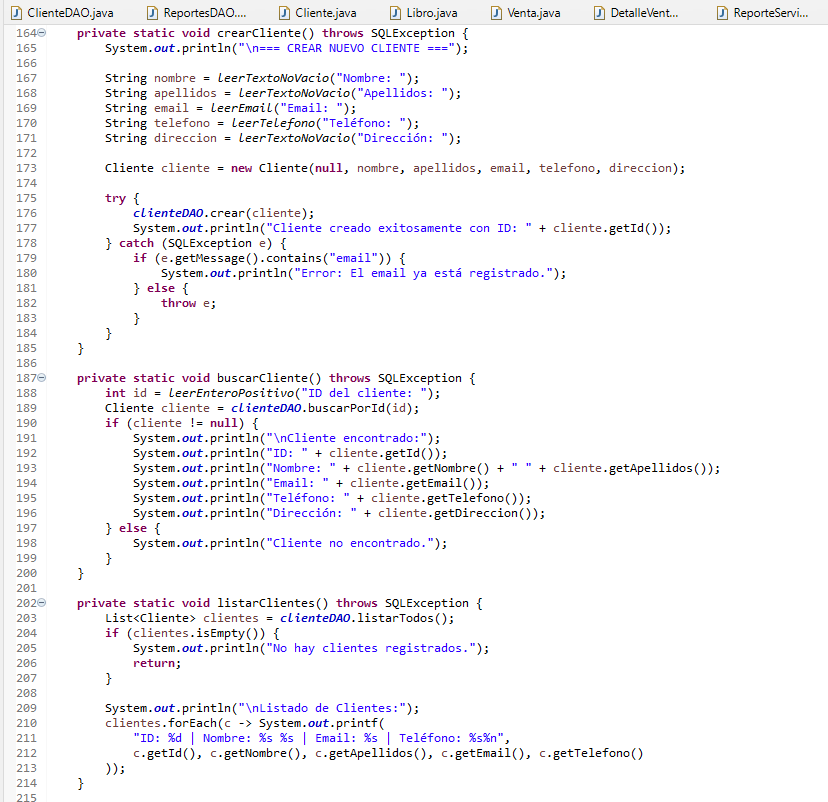 ClienteDAO.java ReportesDAO.... Cliente.java Libro.java Venta.java DetalleVent... ReporteServi...
164 private static void crearCliente() throws SQLException {
165 System.out.println("\n=== CREAR NUEVO CLIENTE ===");
166
167 String nombre = leerTextoNoVacio("Nombre: ");
168 String apellidos = leerTextoNoVacio("Apellidos: ");
169 String email = leerEmail("Email: ");
170 String telefono = leerTelefono("Teléfono: ");
171 String direccion = leerTextoNoVacio("Dirección: ");
172
173 Cliente cliente = new Cliente(null, nombre, apellidos, email, telefono, direccion);
174
175 try {
176 clienteDAO.crear(cliente);
177 System.out.println("Cliente creado exitosamente con ID: " + cliente.getId());
178 } catch (SQLException e) {
179 if (e.getMessage().contains("email")) {
180 System.out.println("Error: El email ya está registrado.");
181 } else {
182 throw e;
183 }
184 }
185 }
186
187 private static void buscarCliente() throws SQLException {
188 int id = leerEnteroPositivo("ID del cliente: ");
189 Cliente cliente = clienteDAO.buscarPorId(id);
190 if (cliente != null) {
191 System.out.println("\nCliente encontrado:");
192 System.out.println("ID: " + cliente.getId());
193 System.out.println("Nombre: " + cliente.getNombre() + " " + cliente.getApellidos());
194 System.out.println("Email: " + cliente.getEmail());
195 System.out.println("Teléfono: " + cliente.getTelefono());
196 System.out.println("Dirección: " + cliente.getDireccion());
197 } else {
198 System.out.println("Cliente no encontrado.");
199 }
200 }
201
202 private static void listarClientes() throws SQLException {
203 List<Cliente> clientes = clienteDAO.listarTodos();
204 if (clientes.isEmpty()) {
205 System.out.println("No hay clientes registrados.");
206 return;
207 }
208
209 System.out.println("\nListado de Clientes:");
210 clientes.forEach(c -> System.out.printf(
211 "ID: %d | Nombre: %s %s | Email: %s | Teléfono: %s%n",
212 c.getId(), c.getNombre(), c.getApellidos(), c.getEmail(), c.getTelefono()
213 ));
214 }
215